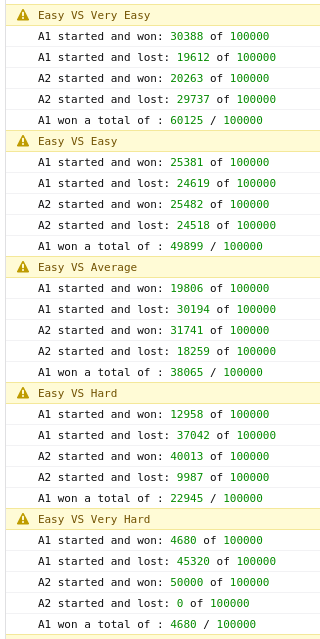 Easy VS Very Easy
A1 started and won: 30388 of 100000
A1 started and lost: 19612 of 100000
A2 started and won: 20263 of 100000
A2 started and lost: 29737 of 100000
A1 won a total of : 60125 / 100000
Easy VS Easy
A1 started and won: 25381 of 100000
A1 started and lost: 24619 of 100000
A2 started and won: 25482 of 100000
A2 started and lost: 24518 of 100000
A1 won a total of : 49899 / 100000
Easy VS Average
A1 started and won: 19806 of 100000
A1 started and lost: 30194 of 100000
A2 started and won: 31741 of 100000
A2 started and lost: 18259 of 100000
A1 won a total of : 38065 / 100000
Easy VS Hard
A1 started and won: 12958 of 100000
A1 started and lost: 37042 of 100000
A2 started and won: 40013 of 100000
A2 started and lost: 9987 of 100000
A1 won a total of : 22945 / 100000
Easy VS Very Hard
A1 started and won: 4680 of 100000
A1 started and lost: 45320 of 100000
A2 started and won: 50000 of 100000
A2 started and lost: 0 of 100000
A1 won a total of : 4680 / 100000